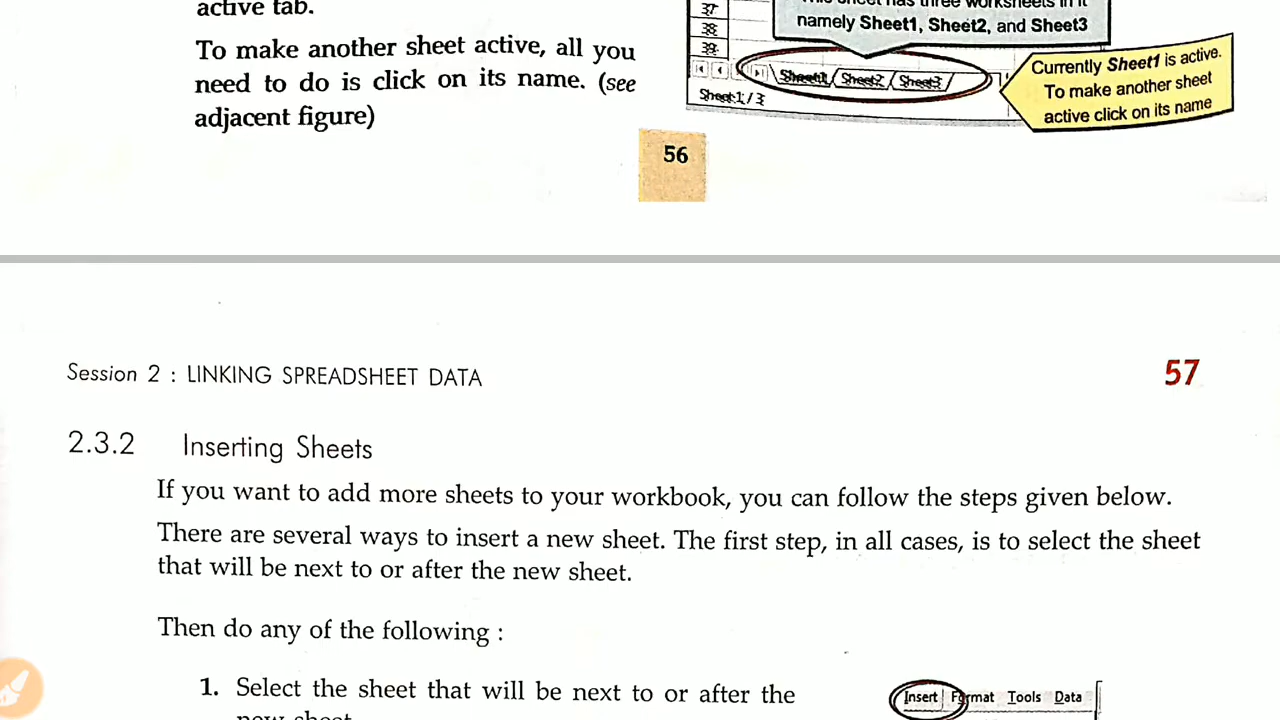 active tab.
To make another sheet active, all you
need to do is click on its name. (see
adjacent figure)
37
38
39
namely Sheet1, Sheet2, and Sheet3
Sheet1 Sheet2 Sheet3
Sheet 1 / 3
Currently Sheet1 is active.
To make another sheet
active click on its name
56
Session 2 : LINKING SPREADSHEET DATA
57
2.3.2 Inserting Sheets
If you want to add more sheets to your workbook, you can follow the steps given below.
There are several ways to insert a new sheet. The first step, in all cases, is to select the sheet
that will be next to or after the new sheet.
Then do any of the following :
1. Select the sheet that will be next to or after the
new sheet
Insert Format Tools Data